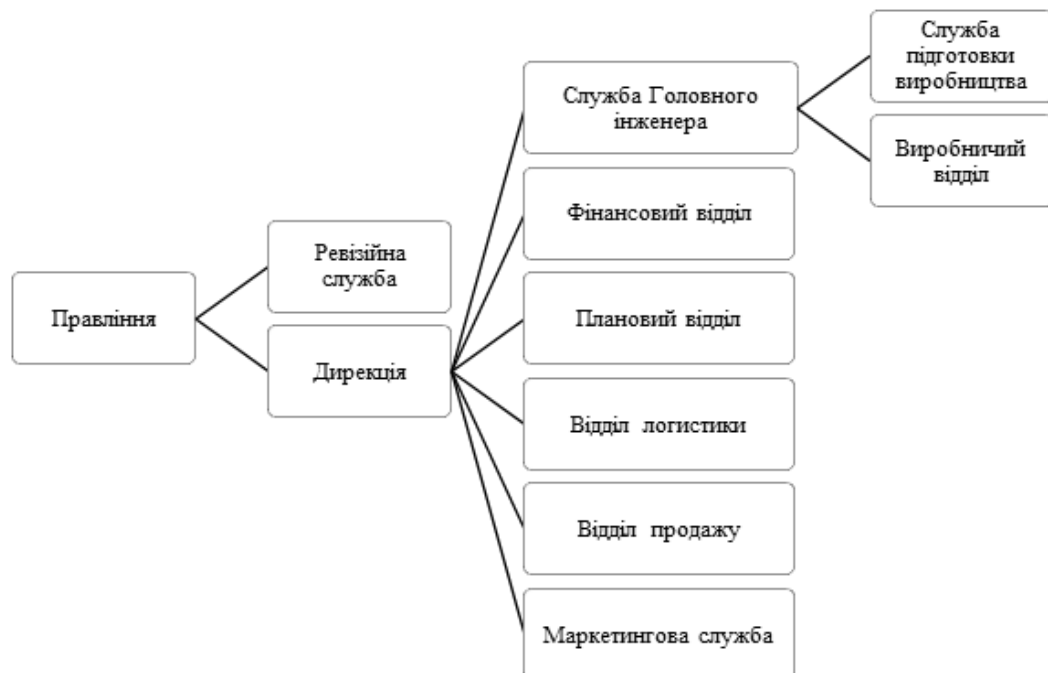 Правління
Ревізійна
служба
Дирекція
Служба Головного
інженера
Фінансовий відділ
Плановий відділ
Відділ логистики
Відділ продажу
Маркетингова служба
Служба
підготовки
виробництва
Виробничий
відділ